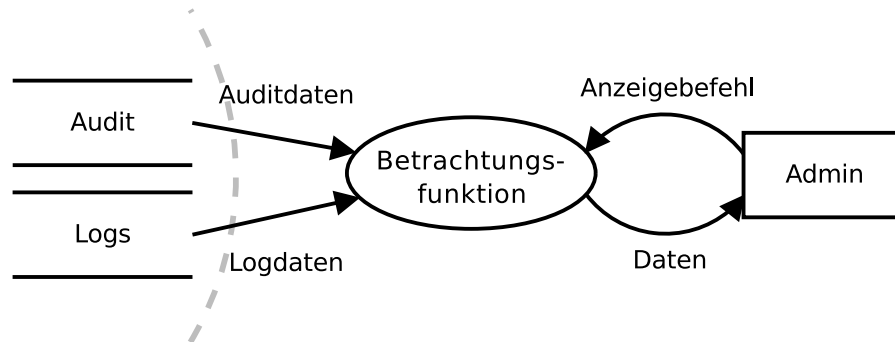 Auditdaten
Anzeigebefehl
Audit
Betrachtungs-
funktion
Admin
Logs
Logdaten
Daten